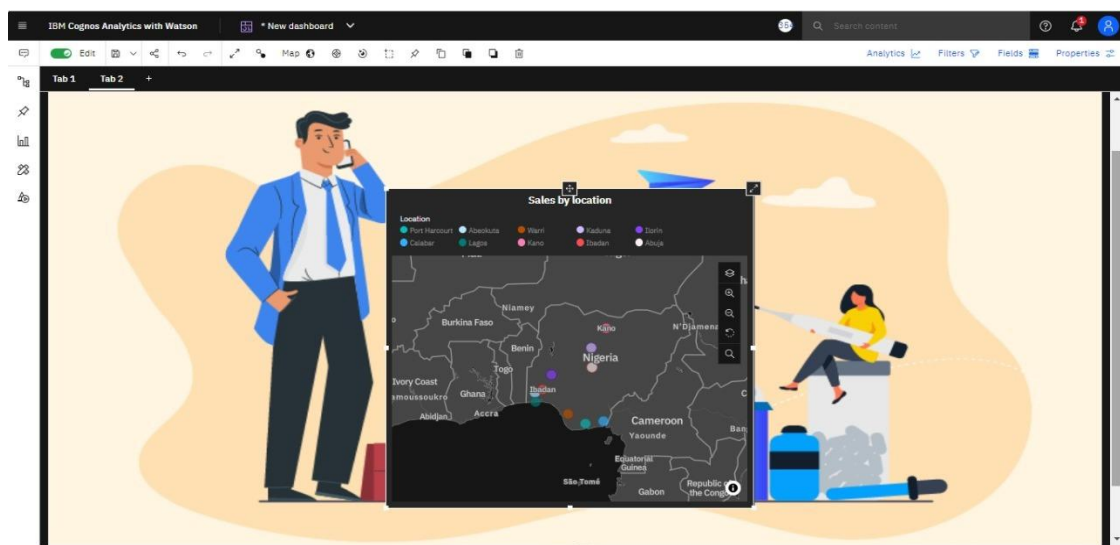 IBM Cognos Analytics with Watson
* New dashboard
Search content
1
Edit
Map
Analytics
Filters
Fields
Properties
Tab 1
Tab 2
+
Sales by location
Location
Port Harcourt Abeokuta Warri Kaduna Ilorin
Calabar Lagos Kano Ibadan Abuja
Niamey
Burkina Faso
Kano
N'Djamena
Benin
Nigeria
Togo
Ivory Coast
Ibadan
Ghana
amoussoukro
Abidjan
Accra
Cameroon
Ban
Yaounde
Equatorial
Guinea
São Tomé
Gabon
Republic o
the Congo